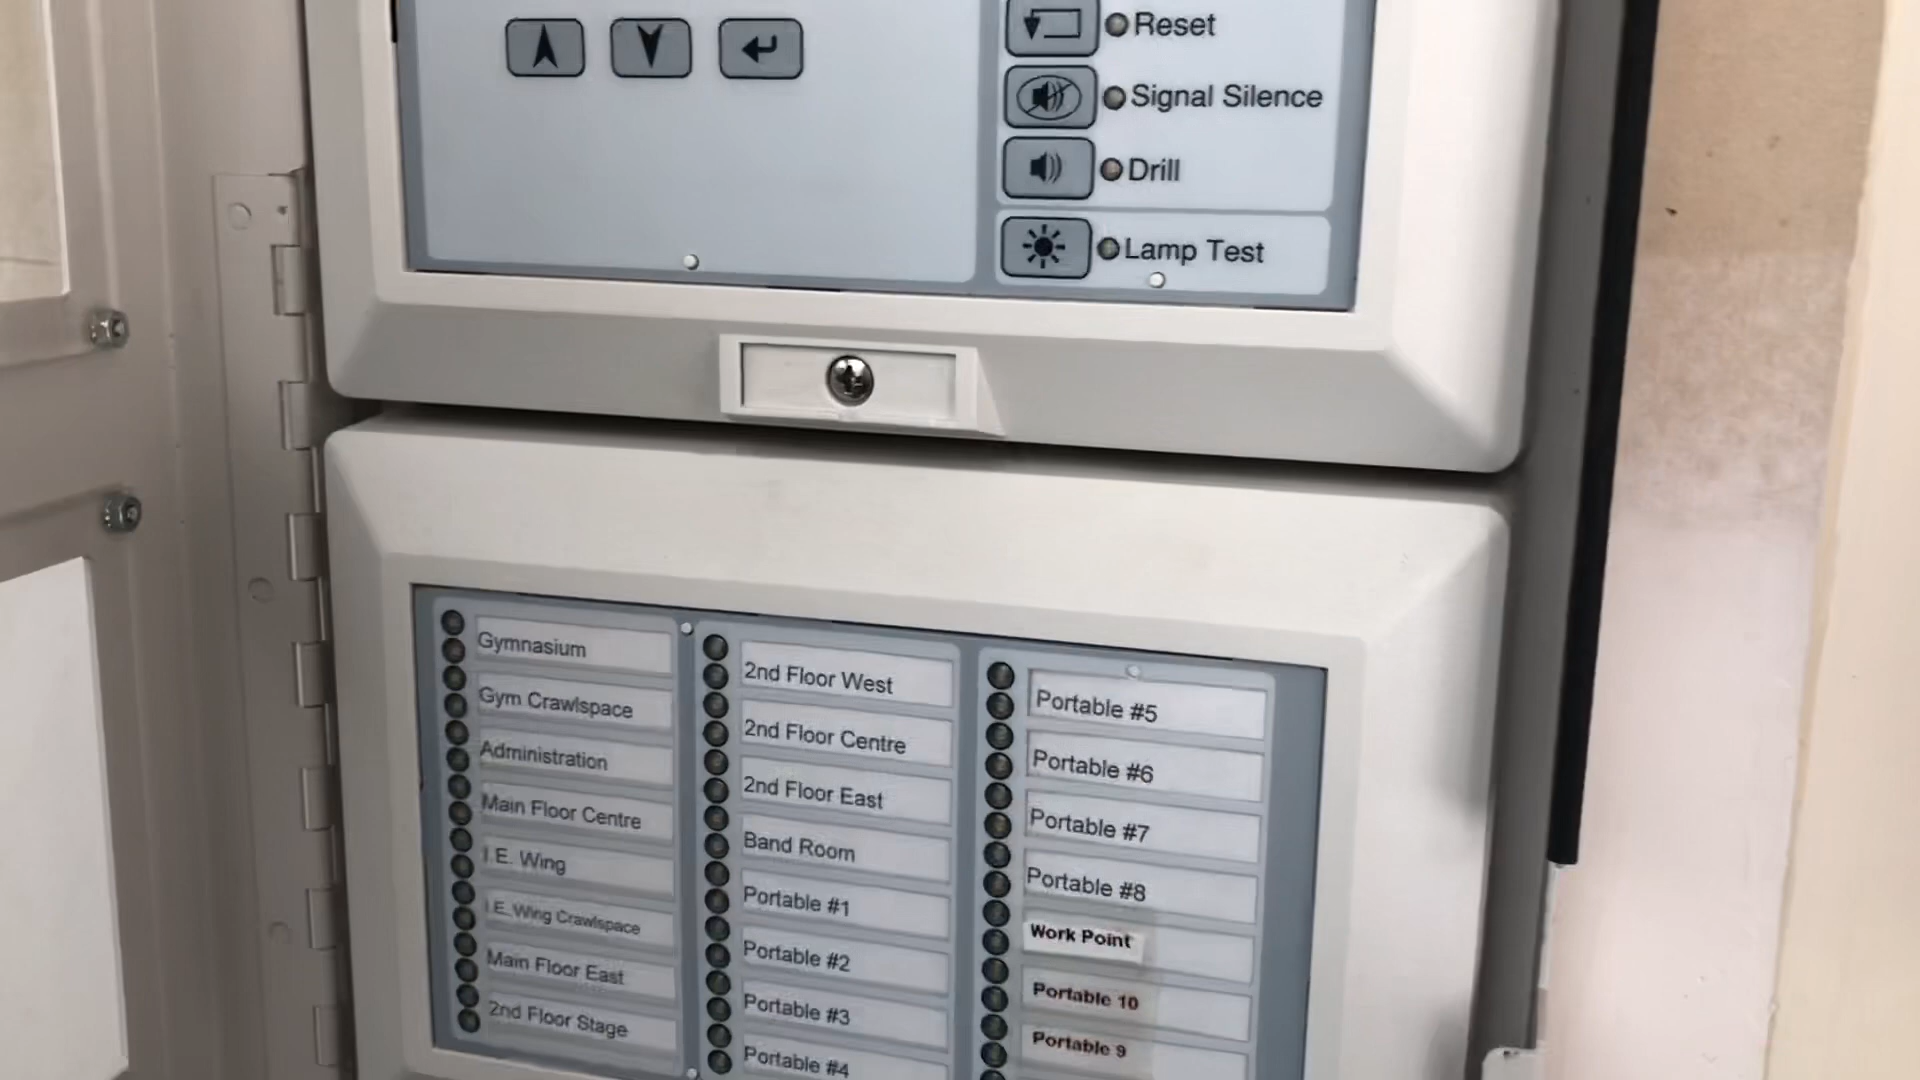 Reset
Signal Silence
Drill
Lamp Test
Gymnasium
Gym Crawlspace
Administration
Main Floor Centre
I.E. Wing
I.E. Wing Crawlspace
Main Floor East
2nd Floor Stage
2nd Floor West
2nd Floor Centre
2nd Floor East
Band Room
Portable #1
Portable #2
Portable #3
Portable #4
Portable #5
Portable #6
Portable #7
Portable #8
Work Point
Portable 10
Portable 9